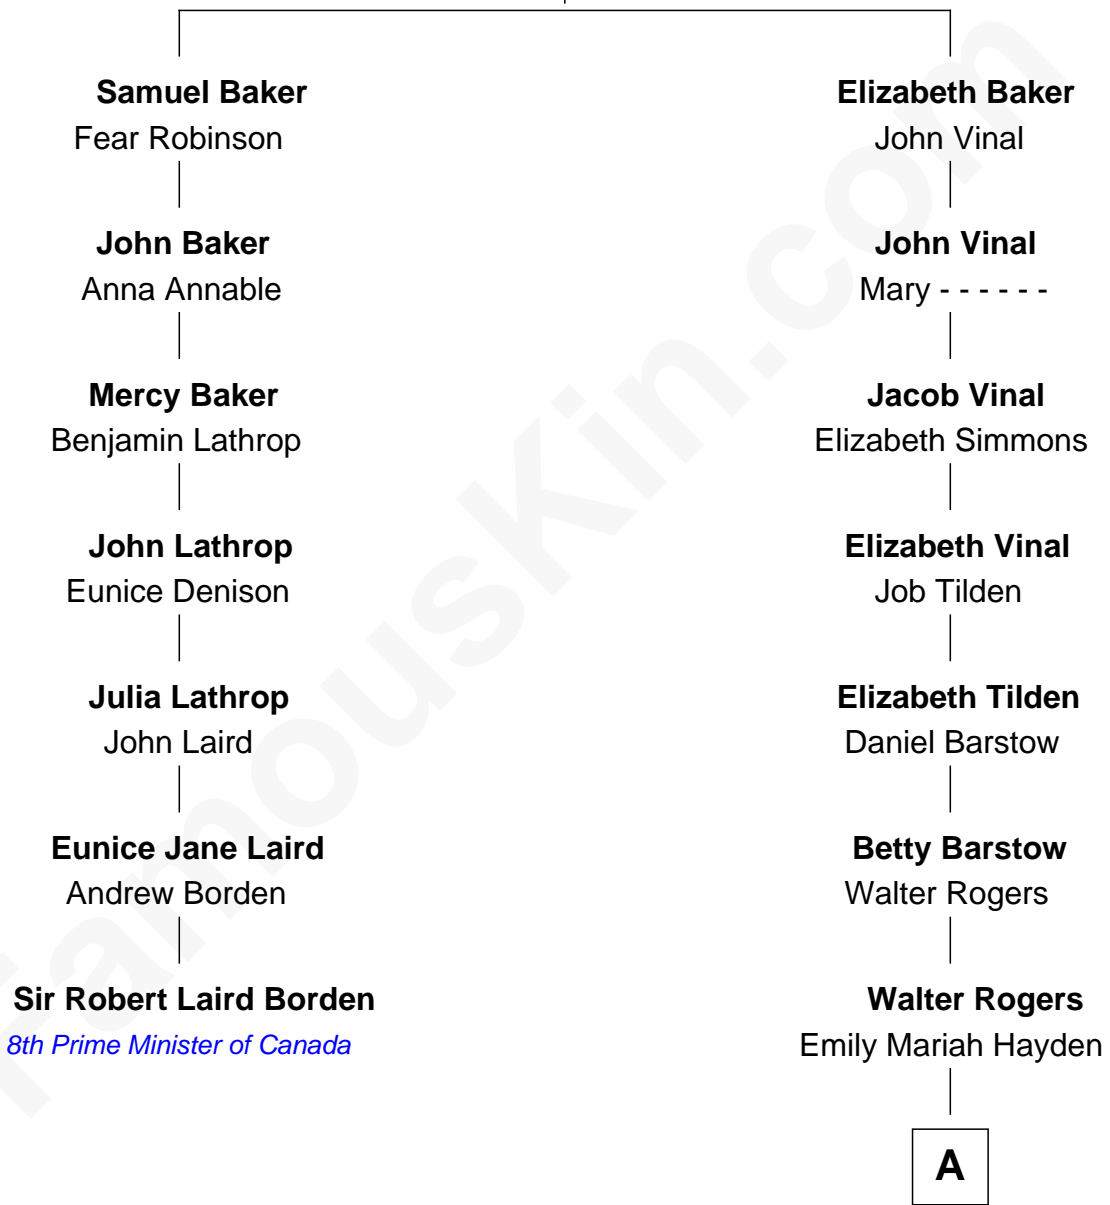 Samuel Baker
Fear Robinson
John Baker
Anna Annable
Mercy Baker
Benjamin Lathrop
John Lathrop
Eunice Denison
Julia Lathrop
John Laird
Eunice Jane Laird
Andrew Borden
Sir Robert Laird Borden
8th Prime Minister of Canada
Elizabeth Baker
John Vinal
John Vinal
Mary - - - - - -
Jacob Vinal
Elizabeth Simmons
Elizabeth Vinal
Job Tilden
Elizabeth Tilden
Daniel Barstow
Betty Barstow
Walter Rogers
Walter Rogers
Emily Mariah Hayden
A
FamousKin.com